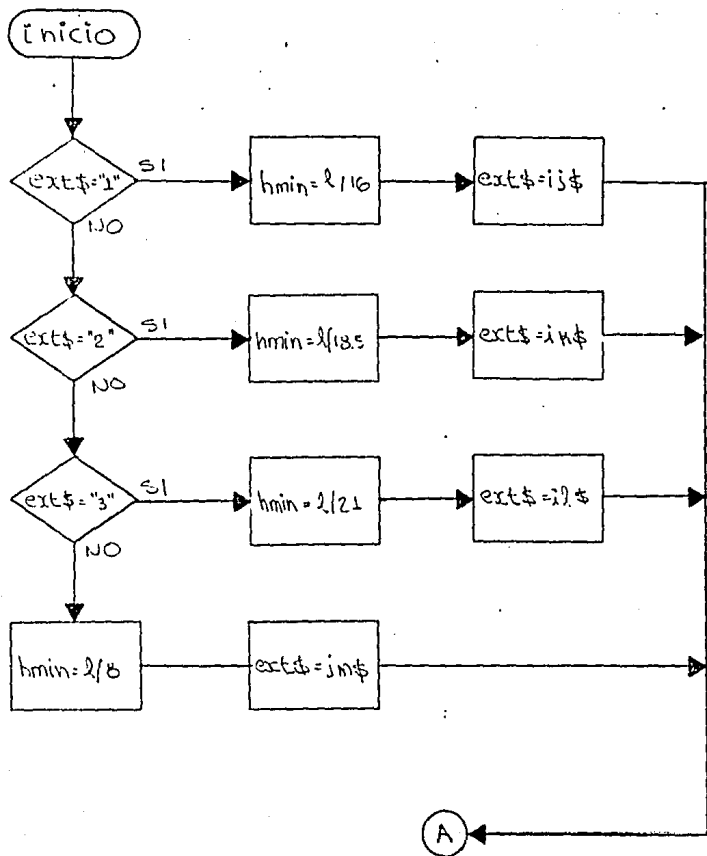 inicio
ext$="1"
SI
hmin=l/16
ext$=ij$
NO
ext$="2"
SI
hmin=l/18.5
ext$=ik$
NO
ext$="3"
SI
hmin=l/21
ext$=il$
NO
hmin=l/8
ext$=jm$
A